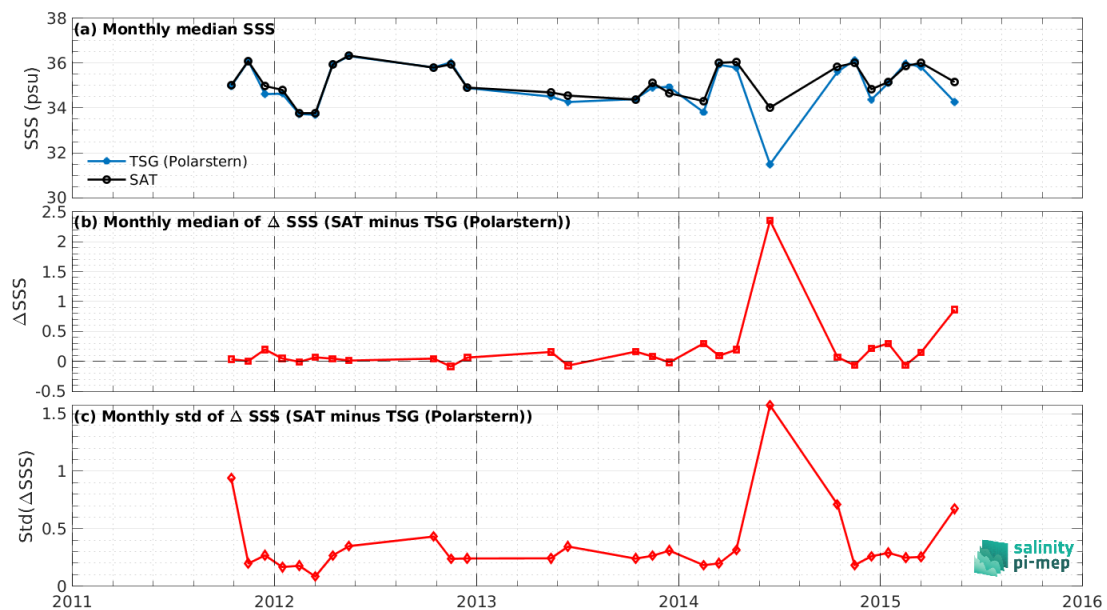 (a) Monthly median SSS
38
36
34
32
30
SSS (psu)
TSG (Polarstern)
SAT
(b) Monthly median of Δ SSS (SAT minus TSG (Polarstern))
2.5
2
1.5
1
0.5
0
-0.5
ΔSSS
(c) Monthly std of Δ SSS (SAT minus TSG (Polarstern))
1.5
1
0.5
0
Std(ΔSSS)
2011 2012 2013 2014 2015 2016
salinity
pi-mep